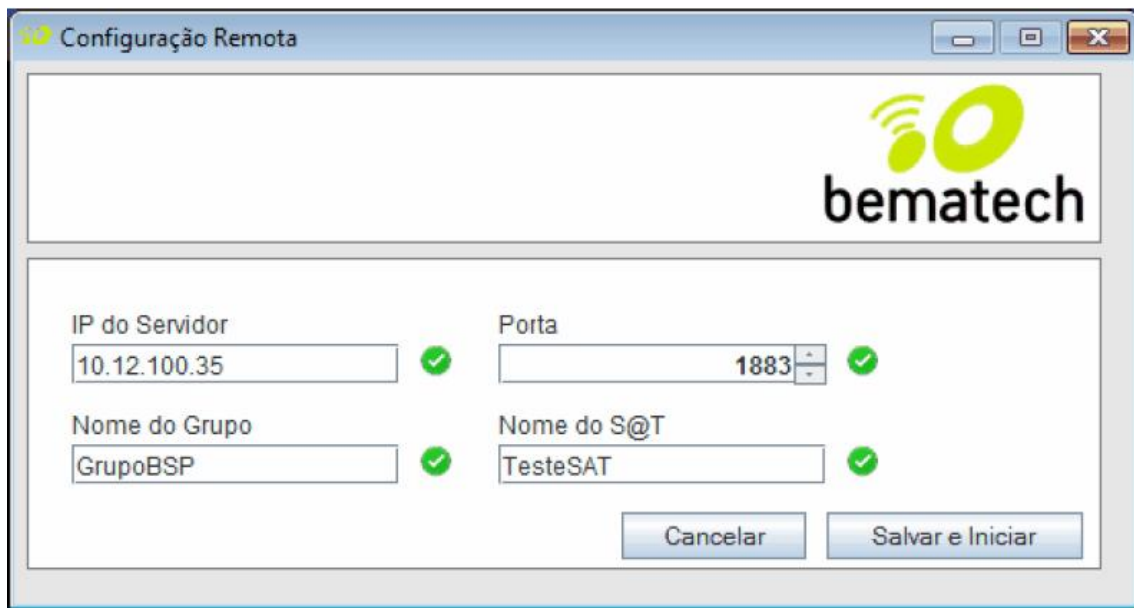 Configuração Remota
bematech
IP do Servidor
Porta
10.12.100.35
1883
Nome do Grupo
Nome do S@T
GrupoBSP
TesteSAT
Cancelar
Salvar e Iniciar